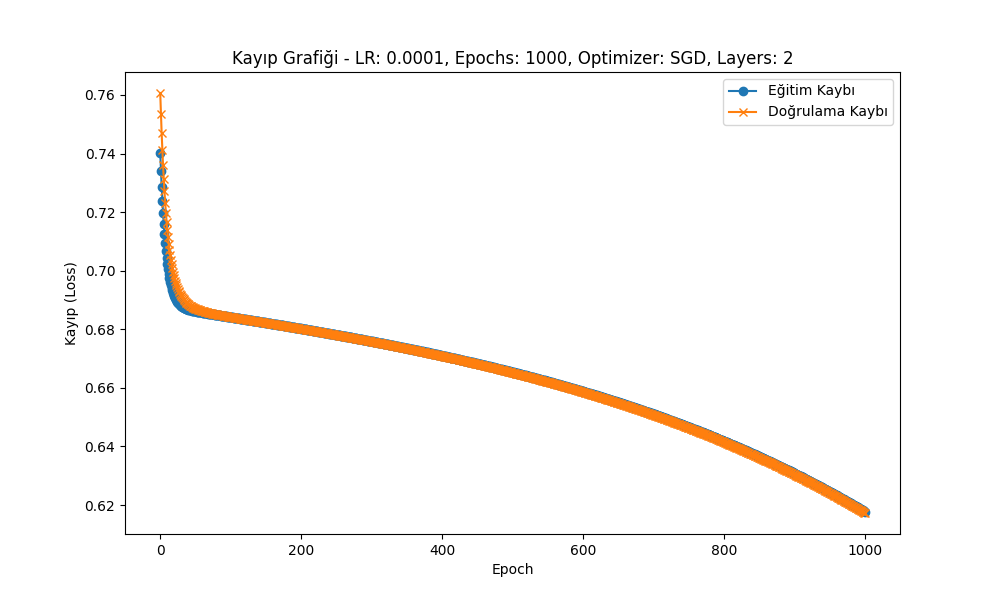 Kayıp Grafiği - LR: 0.0001, Epochs: 1000, Optimizer: SGD, Layers: 2
Eğitim Kaybı
Doğrulama Kaybı
Kayıp (Loss)
0.76
0.74
0.72
0.70
0.68
0.66
0.64
0.62
0
200
400
600
800
1000
Epoch